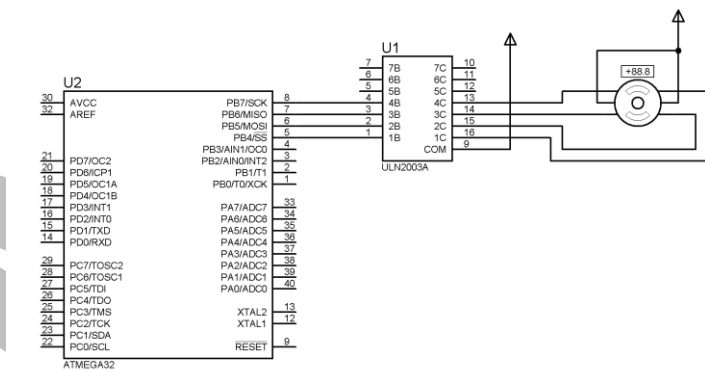 U2
30 AVCC
32 AREF
21 PD7/OC2
20 PD6/ICP1
19 PD5/OC1A
18 PD4/OC1B
17 PD3/INT1
16 PD2/INT0
15 PD1/TXD
14 PD0/RXD
29 PC7/TOSC2
28 PC6/TOSC1
27 PC5/TDI
26 PC4/TDO
25 PC3/TMS
24 PC2/TCK
23 PC1/SDA
22 PC0/SCL
PB7/SCK 8
PB6/MISO 7
PB5/MOSI 6
PB4/SS 5
PB3/AIN1/OC0 4
PB2/AIN0/INT2 3
PB1/T1 2
PB0/T0/XCK 1
PA7/ADC7 33
PA6/ADC6 34
PA5/ADC5 35
PA4/ADC4 36
PA3/ADC3 37
PA2/ADC2 38
PA1/ADC1 39
PA0/ADC0 40
XTAL2 13
XTAL1 12
RESET 9
ATMEGA32
U1
7 7B 7C 10
6 6B 6C 11
5 5B 5C 12
4 4B 4C 13
3 3B 3C 14
2 2B 2C 15
1 1B 1C 16
COM 9
ULN2003A
+88.8